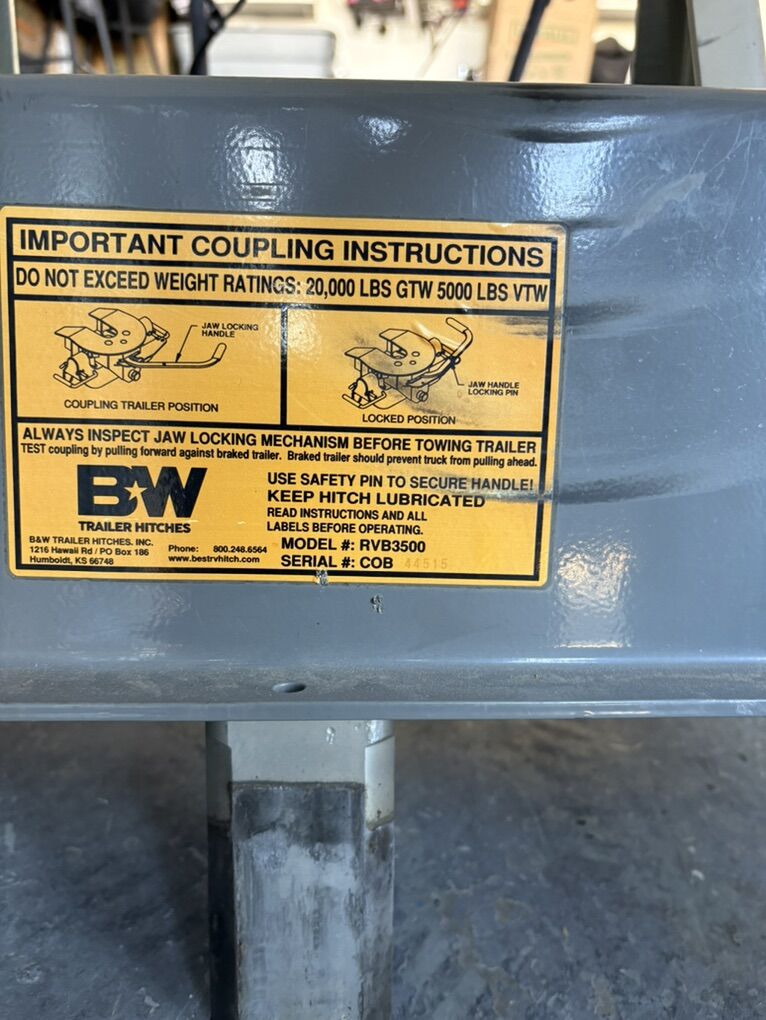 IMPORTANT COUPLING INSTRUCTIONS
DO NOT EXCEED WEIGHT RATINGS: 20,000 LBS GTW 5000 LBS VTW
JAW LOCKING
HANDLE
COUPLING TRAILER POSITION
JAW HANDLE
LOCKING PIN
LOCKED POSITION
ALWAYS INSPECT JAW LOCKING MECHANISM BEFORE TOWING TRAILER
TEST coupling by pulling forward against braked trailer. Braked trailer should prevent truck from pulling ahead.
B&W
TRAILER HITCHES
B&W TRAILER HITCHES. INC.
1216 Hawaii Rd / PO Box 186
Humboldt, KS 66748
Phone: 800.248.6564
www.bestrvhitch.com
USE SAFETY PIN TO SECURE HANDLE!
KEEP HITCH LUBRICATED
READ INSTRUCTIONS AND ALL
LABELS BEFORE OPERATING.
MODEL #: RVB3500
SERIAL #: COB 44515